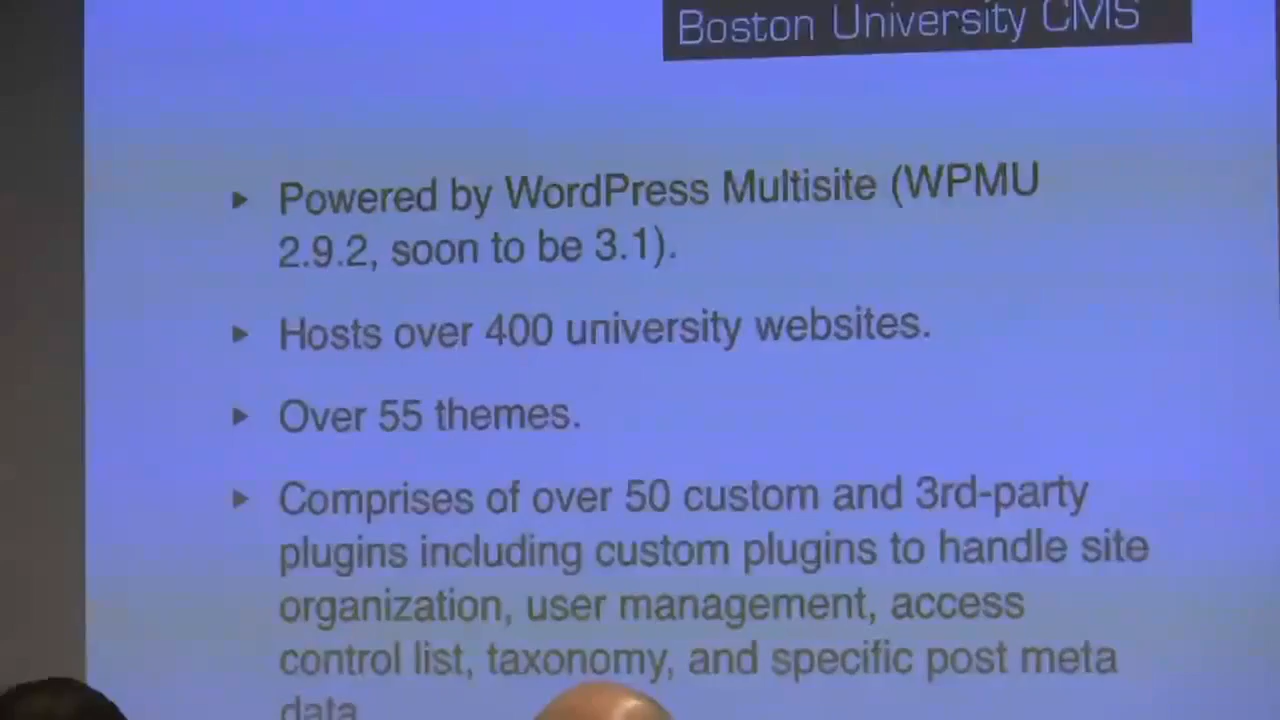 Boston University CMS
▸ Powered by WordPress Multisite (WPMU
2.9.2, soon to be 3.1).
▸ Hosts over 400 university websites.
▸ Over 55 themes.
▸ Comprises of over 50 custom and 3rd-party
plugins including custom plugins to handle site
organization, user management, access
control list, taxonomy, and specific post meta
data